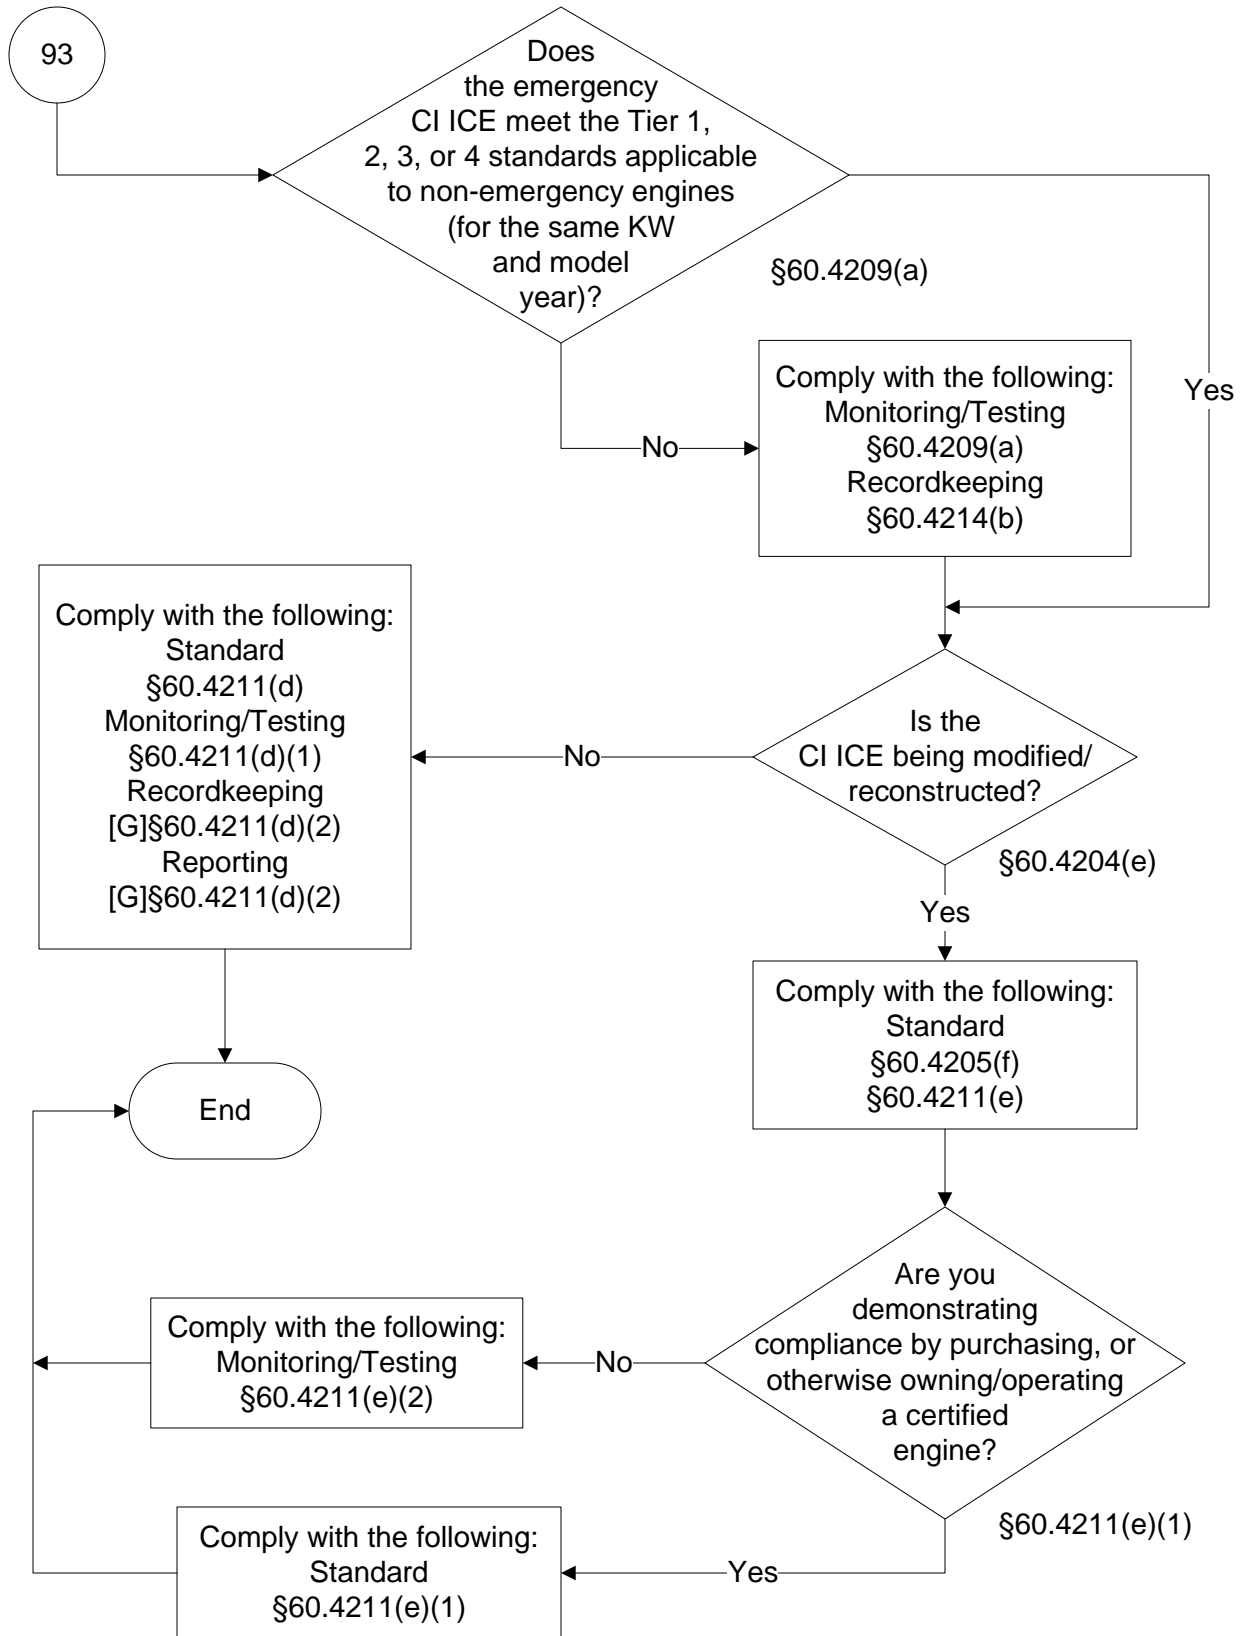 93
Does
the emergency
CI ICE meet the Tier 1,
2, 3, or 4 standards applicable
to non-emergency engines
(for the same KW
and model
year)?
§60.4209(a)
Yes
No
Comply with the following:
Monitoring/Testing
§60.4209(a)
Recordkeeping
§60.4214(b)
Is the
CI ICE being modified/
reconstructed?
§60.4204(e)
No
Comply with the following:
Standard
§60.4211(d)
Monitoring/Testing
§60.4211(d)(1)
Recordkeeping
[G]§60.4211(d)(2)
Reporting
[G]§60.4211(d)(2)
End
Yes
Comply with the following:
Standard
§60.4205(f)
§60.4211(e)
Are you
demonstrating
compliance by purchasing, or
otherwise owning/operating
a certified
engine?
§60.4211(e)(1)
No
Comply with the following:
Monitoring/Testing
§60.4211(e)(2)
Yes
Comply with the following:
Standard
§60.4211(e)(1)